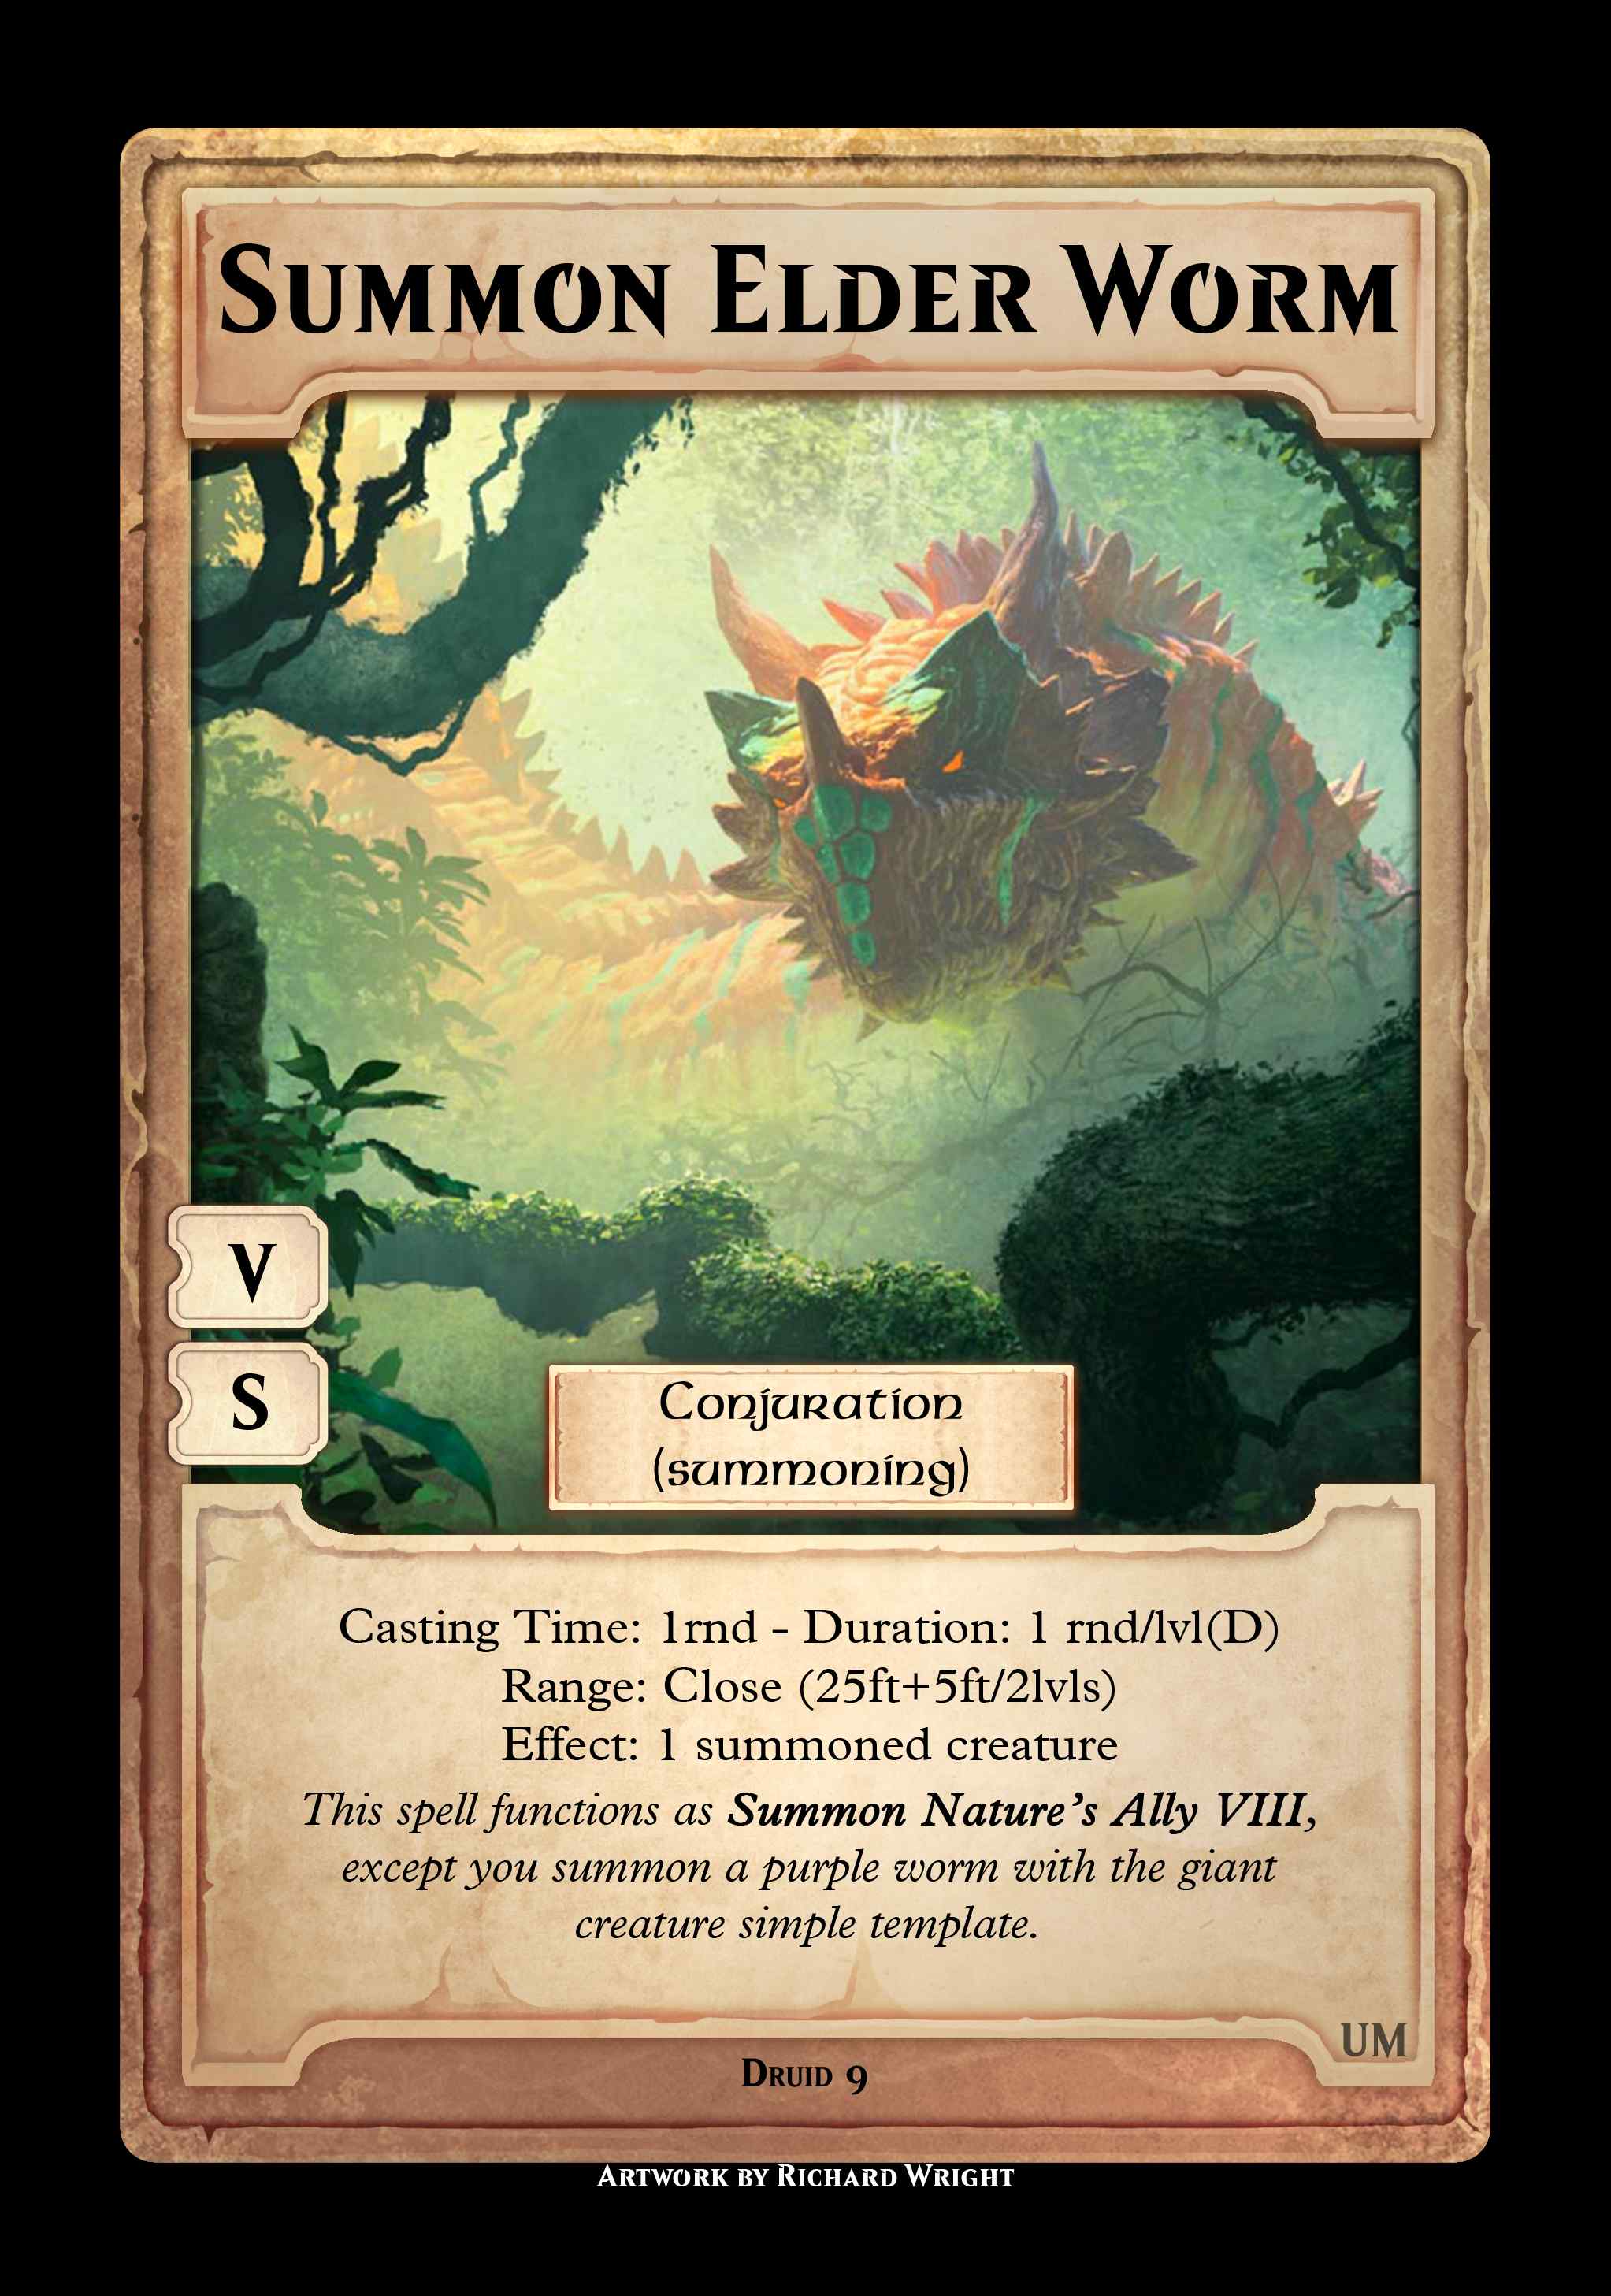 Summon Elder Worm
V
S
Conjuration
(summoning)
Casting Time: 1rnd - Duration: 1 rnd/lvl(D)
Range: Close (25ft+5ft/2lvls)
Effect: 1 summoned creature
This spell functions as Summon Nature's Ally VIII,
except you summon a purple worm with the giant
creature simple template.
UM
Druid 9
Artwork by Richard Wright